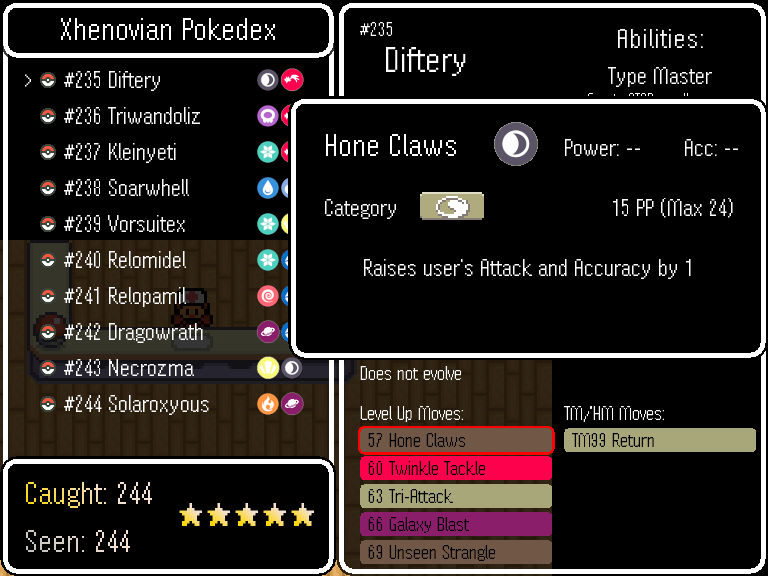 Xhenovian Pokedex
#235 Diftery
#236 Triwandoliz
#237 Kleinyeti
#238 Soarwhell
#239 Vorsuitex
#240 Relomidel
#241 Relopamil
#242 Dragowrath
#243 Necrozma
#244 Solaroxyous
Caught: 244
Seen: 244
#235
Diftery
Abilities:
Type Master
Hone Claws
Power: --
Acc: --
Category
15 PP (Max 24)
Raises user's Attack and Accuracy by 1
Does not evolve
Level Up Moves:
57 Hone Claws
60 Twinkle Tackle
63 Tri-Attack
66 Galaxy Blast
69 Unseen Strangle
TM/HM Moves:
TM99 Return